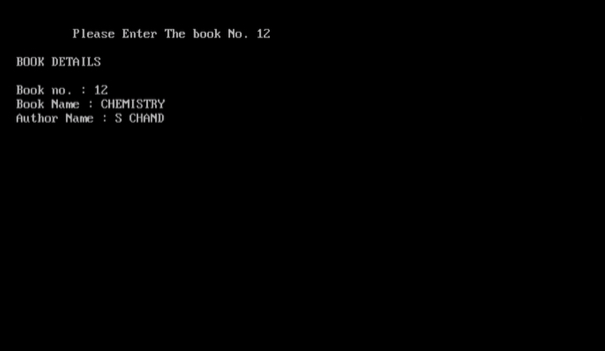 Please Enter The book No. 12
BOOK DETAILS
Book no. : 12
Book Name : CHEMISTRY
Author Name : S CHAND